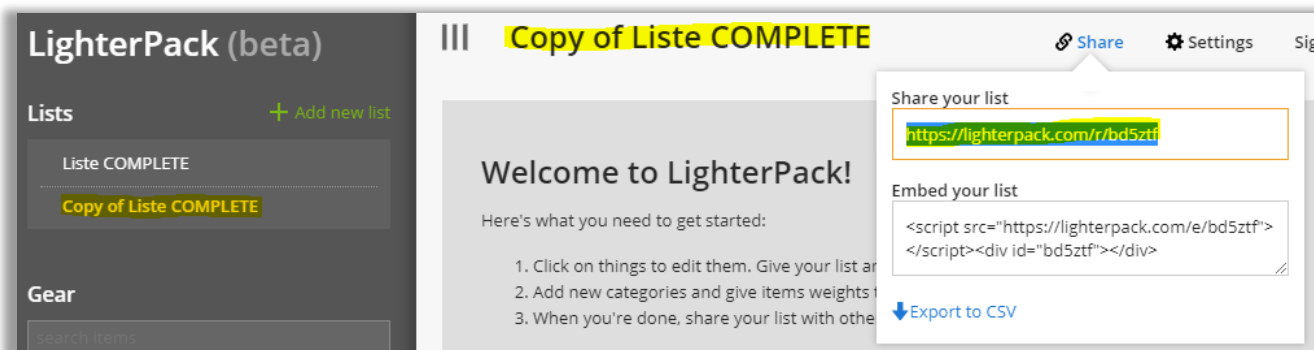 LighterPack (beta)
Lists
+ Add new list
Liste COMPLETE
Copy of Liste COMPLETE
Gear
search items
Copy of Liste COMPLETE
Share
Settings
Sig
Welcome to LighterPack!
Here's what you need to get started:
1. Click on things to edit them. Give your list an
2. Add new categories and give items weights t
3. When you're done, share your list with othe
Share your list
https://lighterpack.com/r/bd5ztf
Embed your list
<script src="https://lighterpack.com/e/bd5ztf">
</script><div id="bd5ztf"></div>
Export to CSV